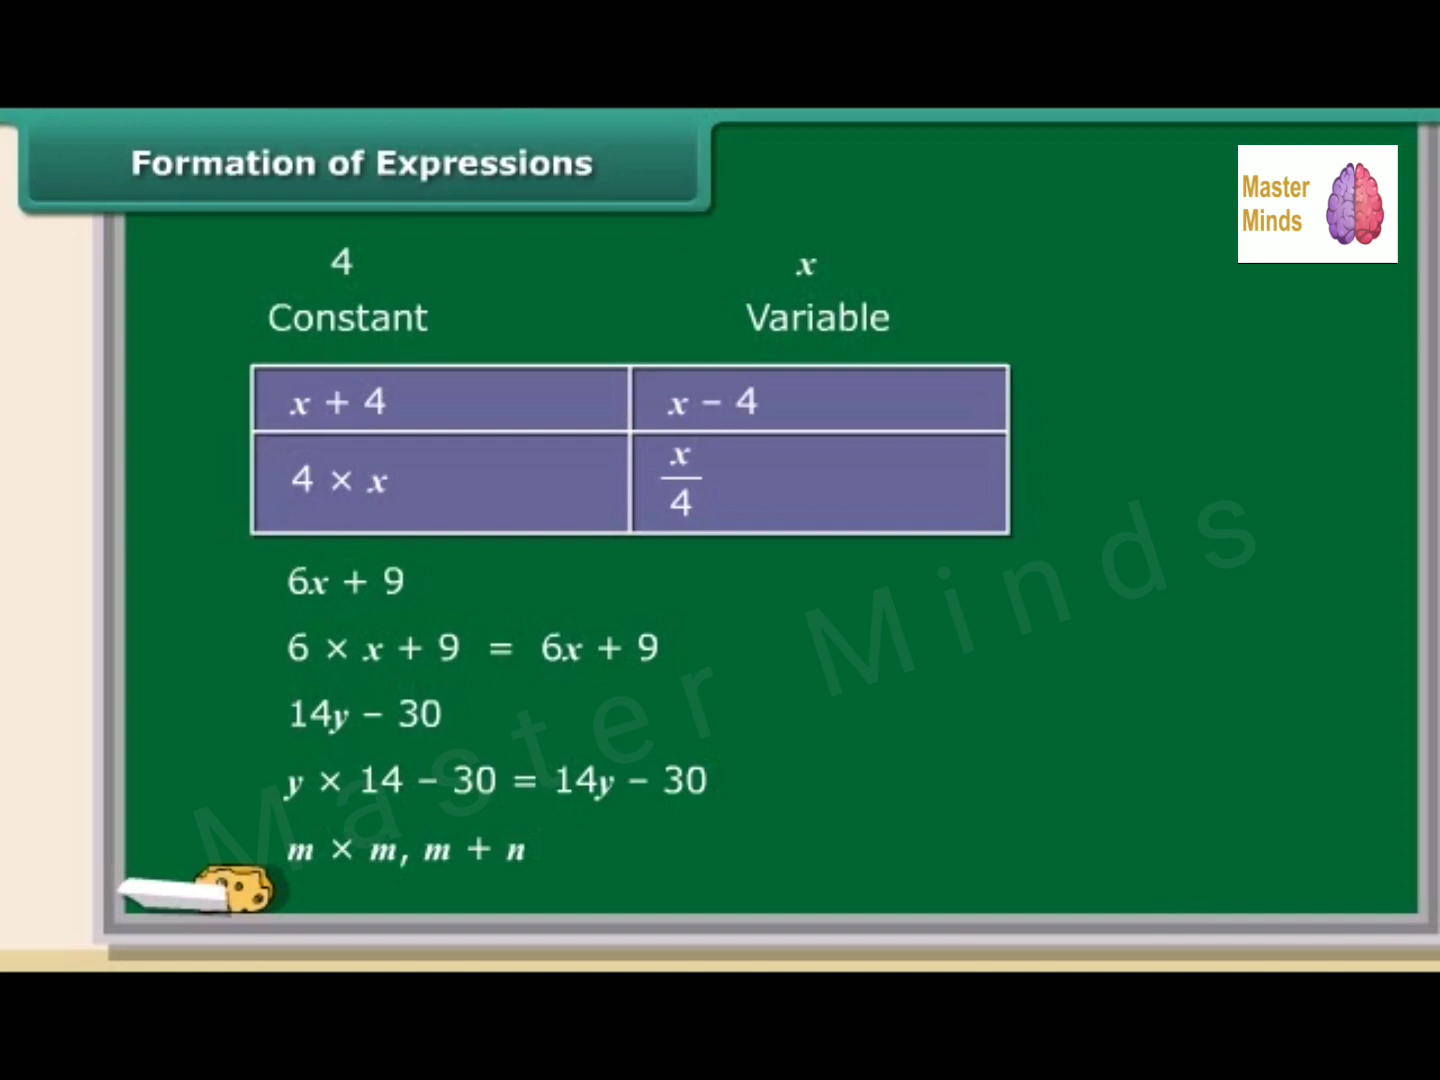 Formation of Expressions
Master
Minds
4 x
Constant Variable
x + 4 x – 4
4 × x x/4
6x + 9
6 × x + 9 = 6x + 9
14y – 30
y × 14 – 30 = 14y – 30
m × m, m + n
Master Minds